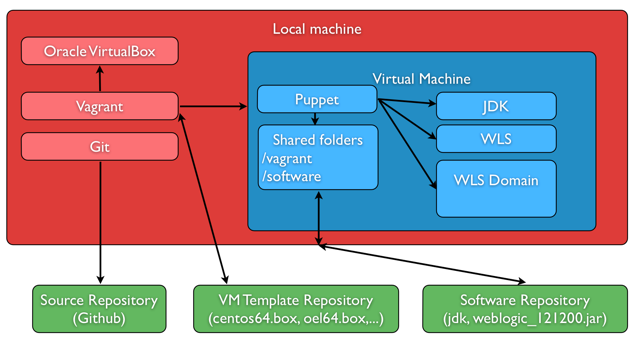 Local machine
Oracle VirtualBox
Vagrant
Git
Virtual Machine
Puppet
Shared folders
/vagrant
/software
JDK
WLS
WLS Domain
Source Repository
(Github)
VM Template Repository
(centos64.box, oel64.box,...)
Software Repository
(jdk, weblogic_121200.jar)